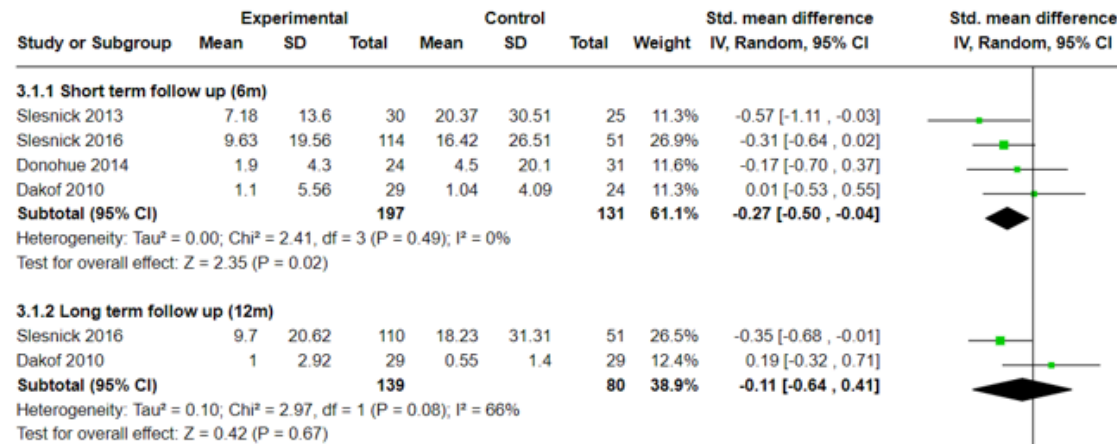 Experimental Control Std. mean difference Std. mean difference
Study or Subgroup Mean SD Total Mean SD Total Weight IV, Random, 95% CI IV, Random, 95% CI
3.1.1 Short term follow up (6m)
Slesnick 2013 7.18 13.6 30 20.37 30.51 25 11.3% -0.57 [-1.11 , -0.03]
Slesnick 2016 9.63 19.56 114 16.42 26.51 51 26.9% -0.31 [-0.64 , 0.02]
Donohue 2014 1.9 4.3 24 4.5 20.1 31 11.6% -0.17 [-0.70 , 0.37]
Dakof 2010 1.1 5.56 29 1.04 4.09 24 11.3% 0.01 [-0.53 , 0.55]
Subtotal (95% CI) 197 131 61.1% -0.27 [-0.50 , -0.04]
Heterogeneity: Tau² = 0.00; Chi² = 2.41, df = 3 (P = 0.49); I² = 0%
Test for overall effect: Z = 2.35 (P = 0.02)
3.1.2 Long term follow up (12m)
Slesnick 2016 9.7 20.62 110 18.23 31.31 51 26.5% -0.35 [-0.68 , -0.01]
Dakof 2010 1 2.92 29 0.55 1.4 29 12.4% 0.19 [-0.32 , 0.71]
Subtotal (95% CI) 139 80 38.9% -0.11 [-0.64 , 0.41]
Heterogeneity: Tau² = 0.10; Chi² = 2.97, df = 1 (P = 0.08); I² = 66%
Test for overall effect: Z = 0.42 (P = 0.67)